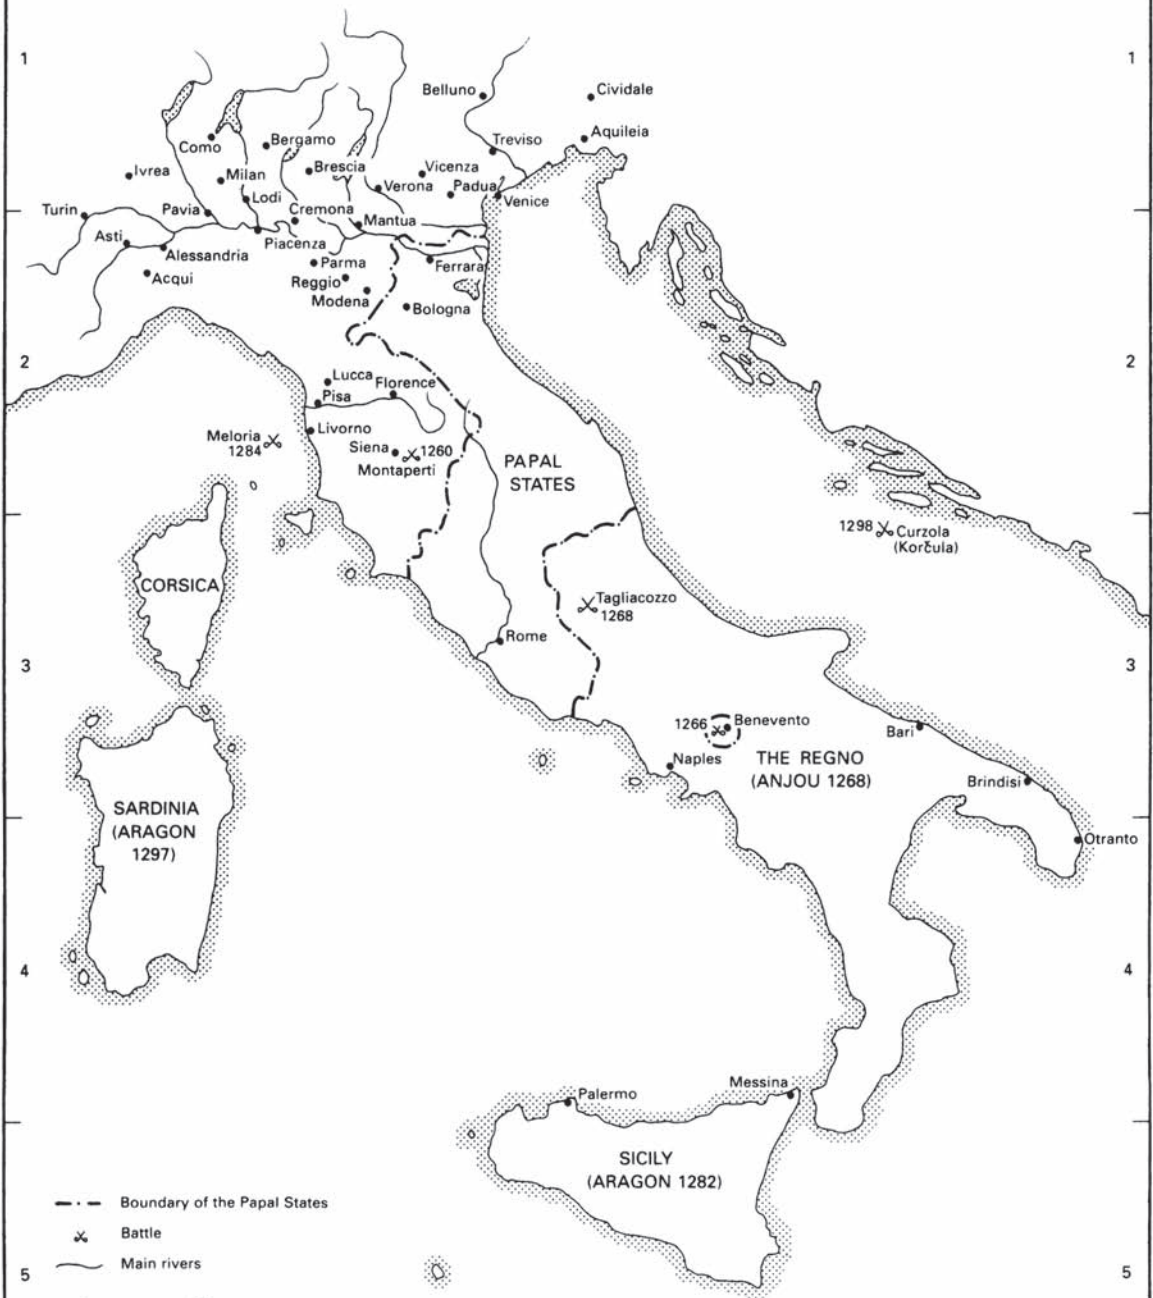 1
1
Belluno
Cividale
Como
Bergamo
Treviso
Aquileia
Ivrea
Milan
Brescia
Vicenza
Verona
Padua
Lodi
Venice
Turin
Pavia
Cremona
Mantua
Asti
Alessandria
Piacenza
Acqui
Parma
Ferrara
Reggio
Modena
Bologna
2
2
Lucca
Florence
Pisa
Livorno
Meloria
1284
Siena
1260
Montaperti
PAPAL
STATES
1298
Curzola
(Korčula)
CORSICA
Tagliacozzo
1268
Rome
3
3
1266
Benevento
Bari
Naples
THE REGNO
(ANJOU 1268)
Brindisi
SARDINIA
(ARAGON
1297)
Otranto
4
4
Palermo
Messina
SICILY
(ARAGON 1282)
Boundary of the Papal States
Battle
Main rivers
5
5